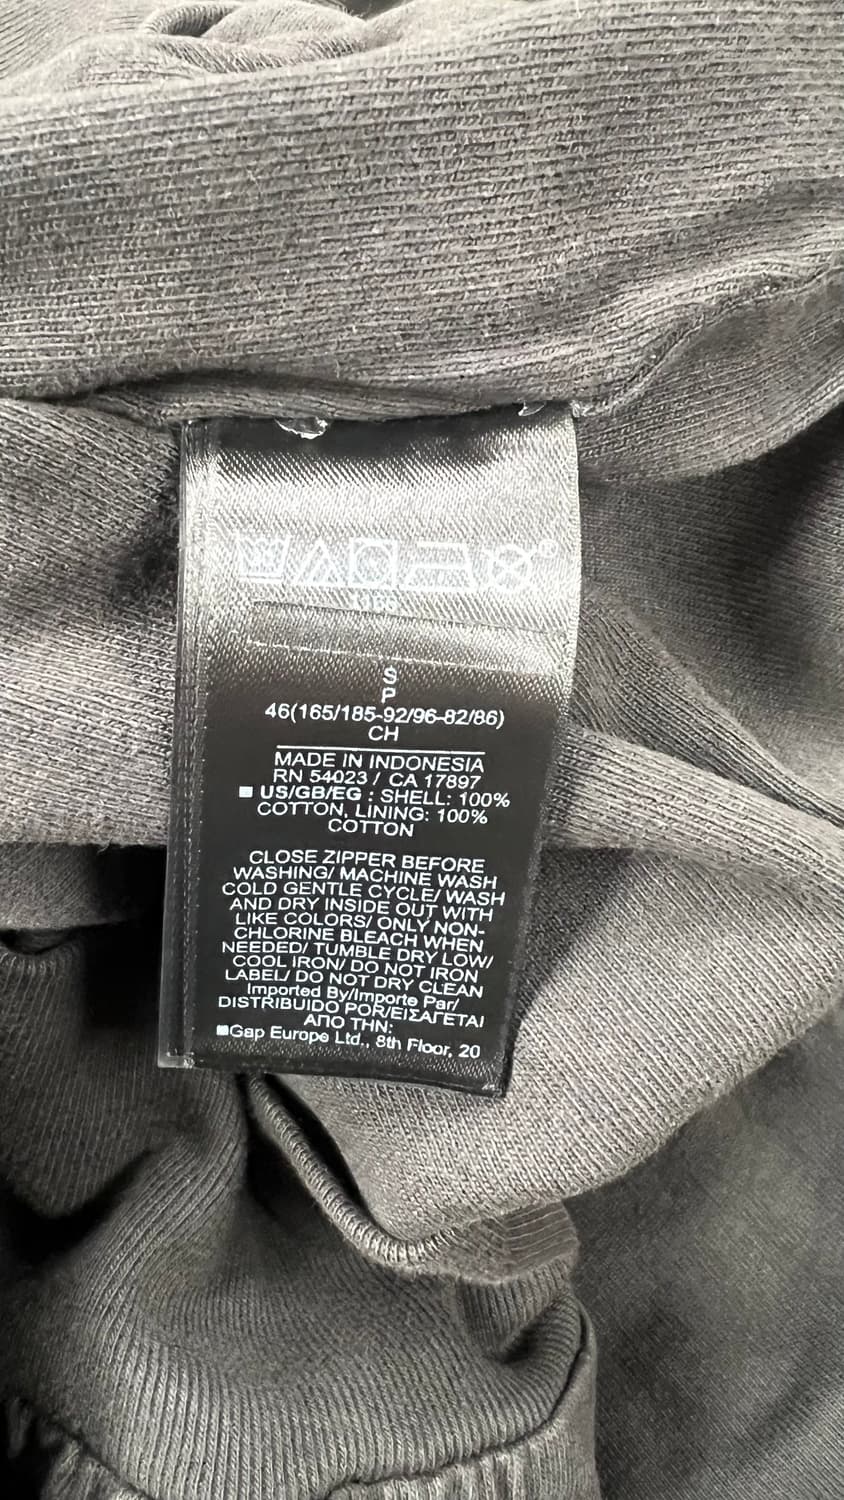 S
P
46(165/185-92/96-82/86)
CH
MADE IN INDONESIA
RN 54023 / CA 17897
■ US/GB/EG : SHELL: 100%
COTTON, LINING: 100%
COTTON
CLOSE ZIPPER BEFORE
WASHING/ MACHINE WASH
COLD GENTLE CYCLE/ WASH
AND DRY INSIDE OUT WITH
LIKE COLORS/ ONLY NON-
CHLORINE BLEACH WHEN
NEEDED/ TUMBLE DRY LOW/
COOL IRON/ DO NOT IRON
LABEL/ DO NOT DRY CLEAN
Imported By/Importe Par/
DISTRIBUIDO POR/ΕΙΣΑΓΕΤΑΙ
ΑΠΟ ΤΗΝ:
■Gap Europe Ltd., 8th Floor, 20